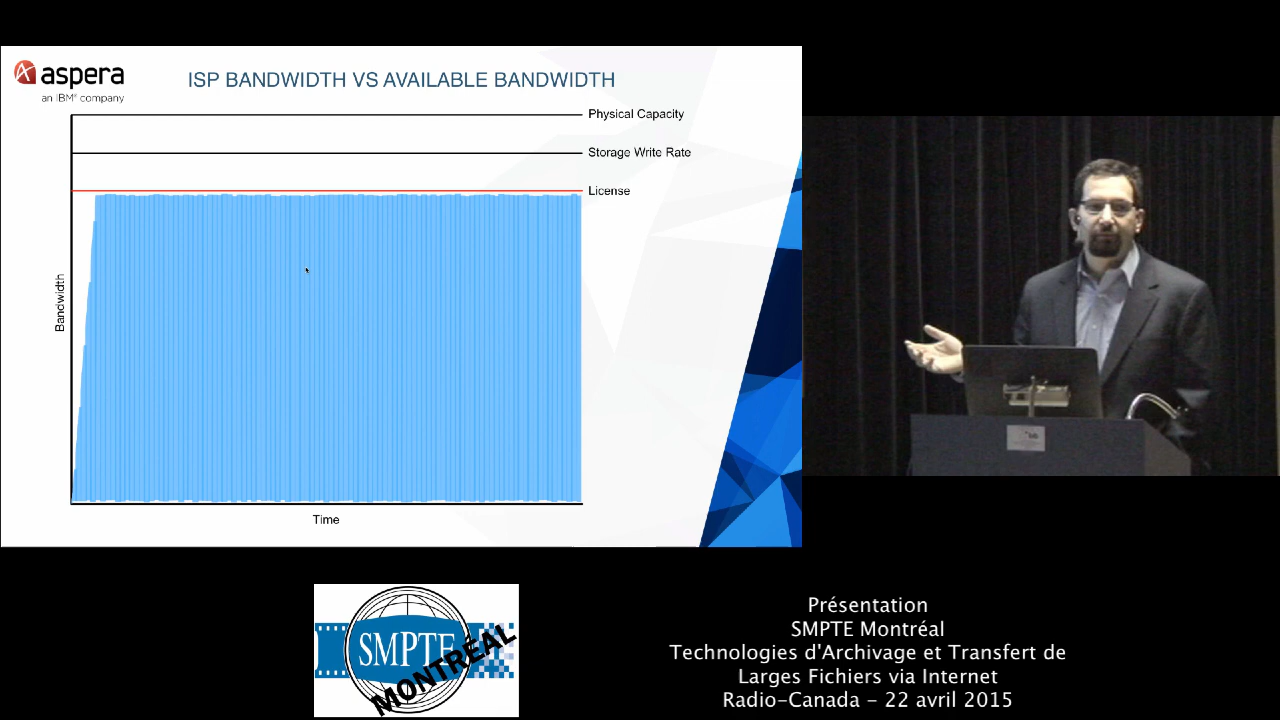 aspera
an IBM® company
ISP BANDWIDTH VS AVAILABLE BANDWIDTH
Physical Capacity
Storage Write Rate
License
Bandwidth
Time
SMPTE
MONTRÉAL
Présentation
SMPTE Montréal
Technologies d'Archivage et Transfert de
Larges Fichiers via Internet
Radio-Canada - 22 avril 2015